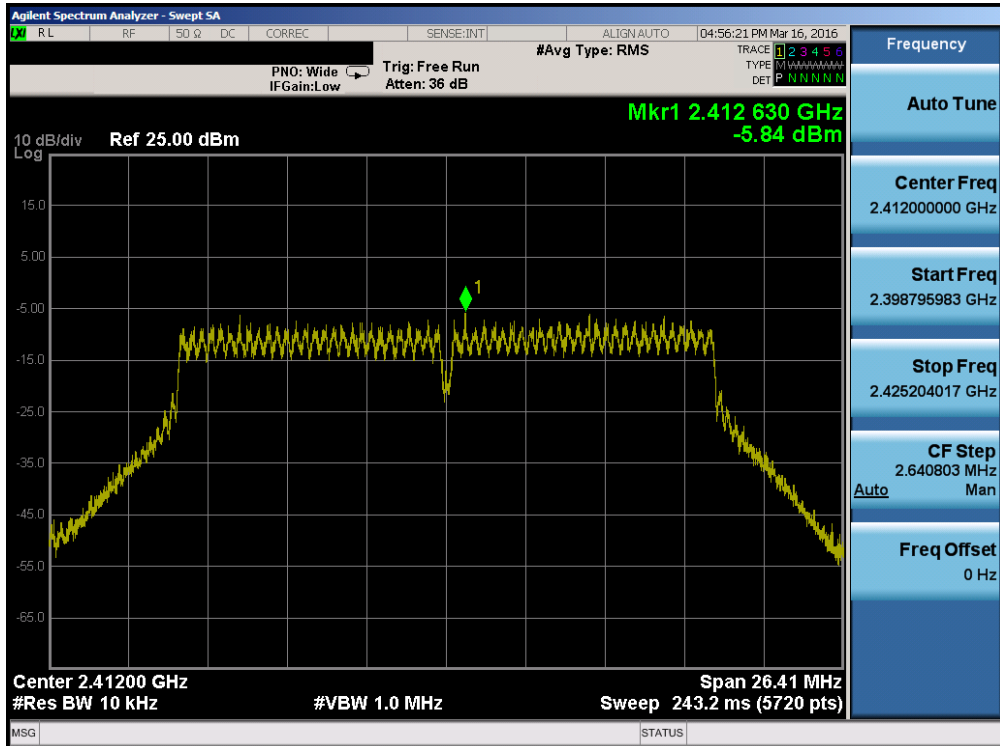 Agilent Spectrum Analyzer - Swept SA
LXI RL RF 50 Ω DC CORREC SENSE:INT ALIGN AUTO 04:56:21 PM Mar 16, 2016
#Avg Type: RMS TRACE 1 2 3 4 5 6
PNO: Wide Trig: Free Run TYPE M WWWWW
IFGain:Low Atten: 36 dB DET P N N N N N
Mkr1 2.412 630 GHz
-5.84 dBm
10 dB/div Ref 25.00 dBm
Log
15.0
5.00
1
-5.00
-15.0
-25.0
-35.0
-45.0
-55.0
-65.0
Center 2.41200 GHz Span 26.41 MHz
#Res BW 10 kHz #VBW 1.0 MHz Sweep 243.2 ms (5720 pts)
MSG STATUS
Frequency
Auto Tune
Center Freq
2.412000000 GHz
Start Freq
2.398795983 GHz
Stop Freq
2.425204017 GHz
CF Step
2.640803 MHz
Auto Man
Freq Offset
0 Hz